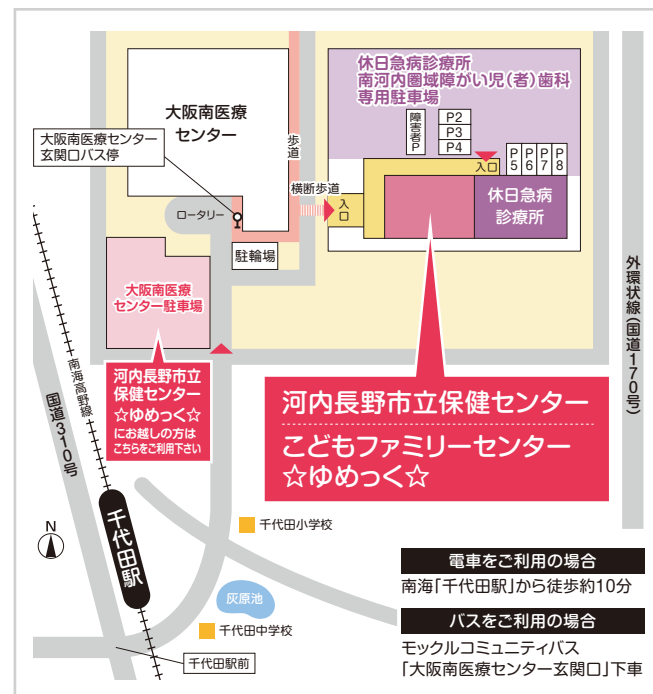 休日急病診療所
南河内圏域障がい児(者)歯科
専用駐車場
大阪南医療
センター
大阪南医療センター
玄関口バス停
歩道
障害者P
P2
P3
P4
P5
P6
P7
P8
入口
横断歩道
入口
休日急病
診療所
ロータリー
駐輪場
大阪南医療
センター駐車場
外環状線(国道170号)
河内長野市立
保健センター
☆ゆめっく☆
にお越しの方は
こちらをご利用下さい
河内長野市立保健センター
こどもファミリーセンター
☆ゆめっく☆
南海高野線
国道310号
N
千代田駅
千代田小学校
灰原池
千代田中学校
千代田駅前
電車をご利用の場合
南海「千代田駅」から徒歩約10分
バスをご利用の場合
モックルコミュニティバス
「大阪南医療センター玄関口」下車